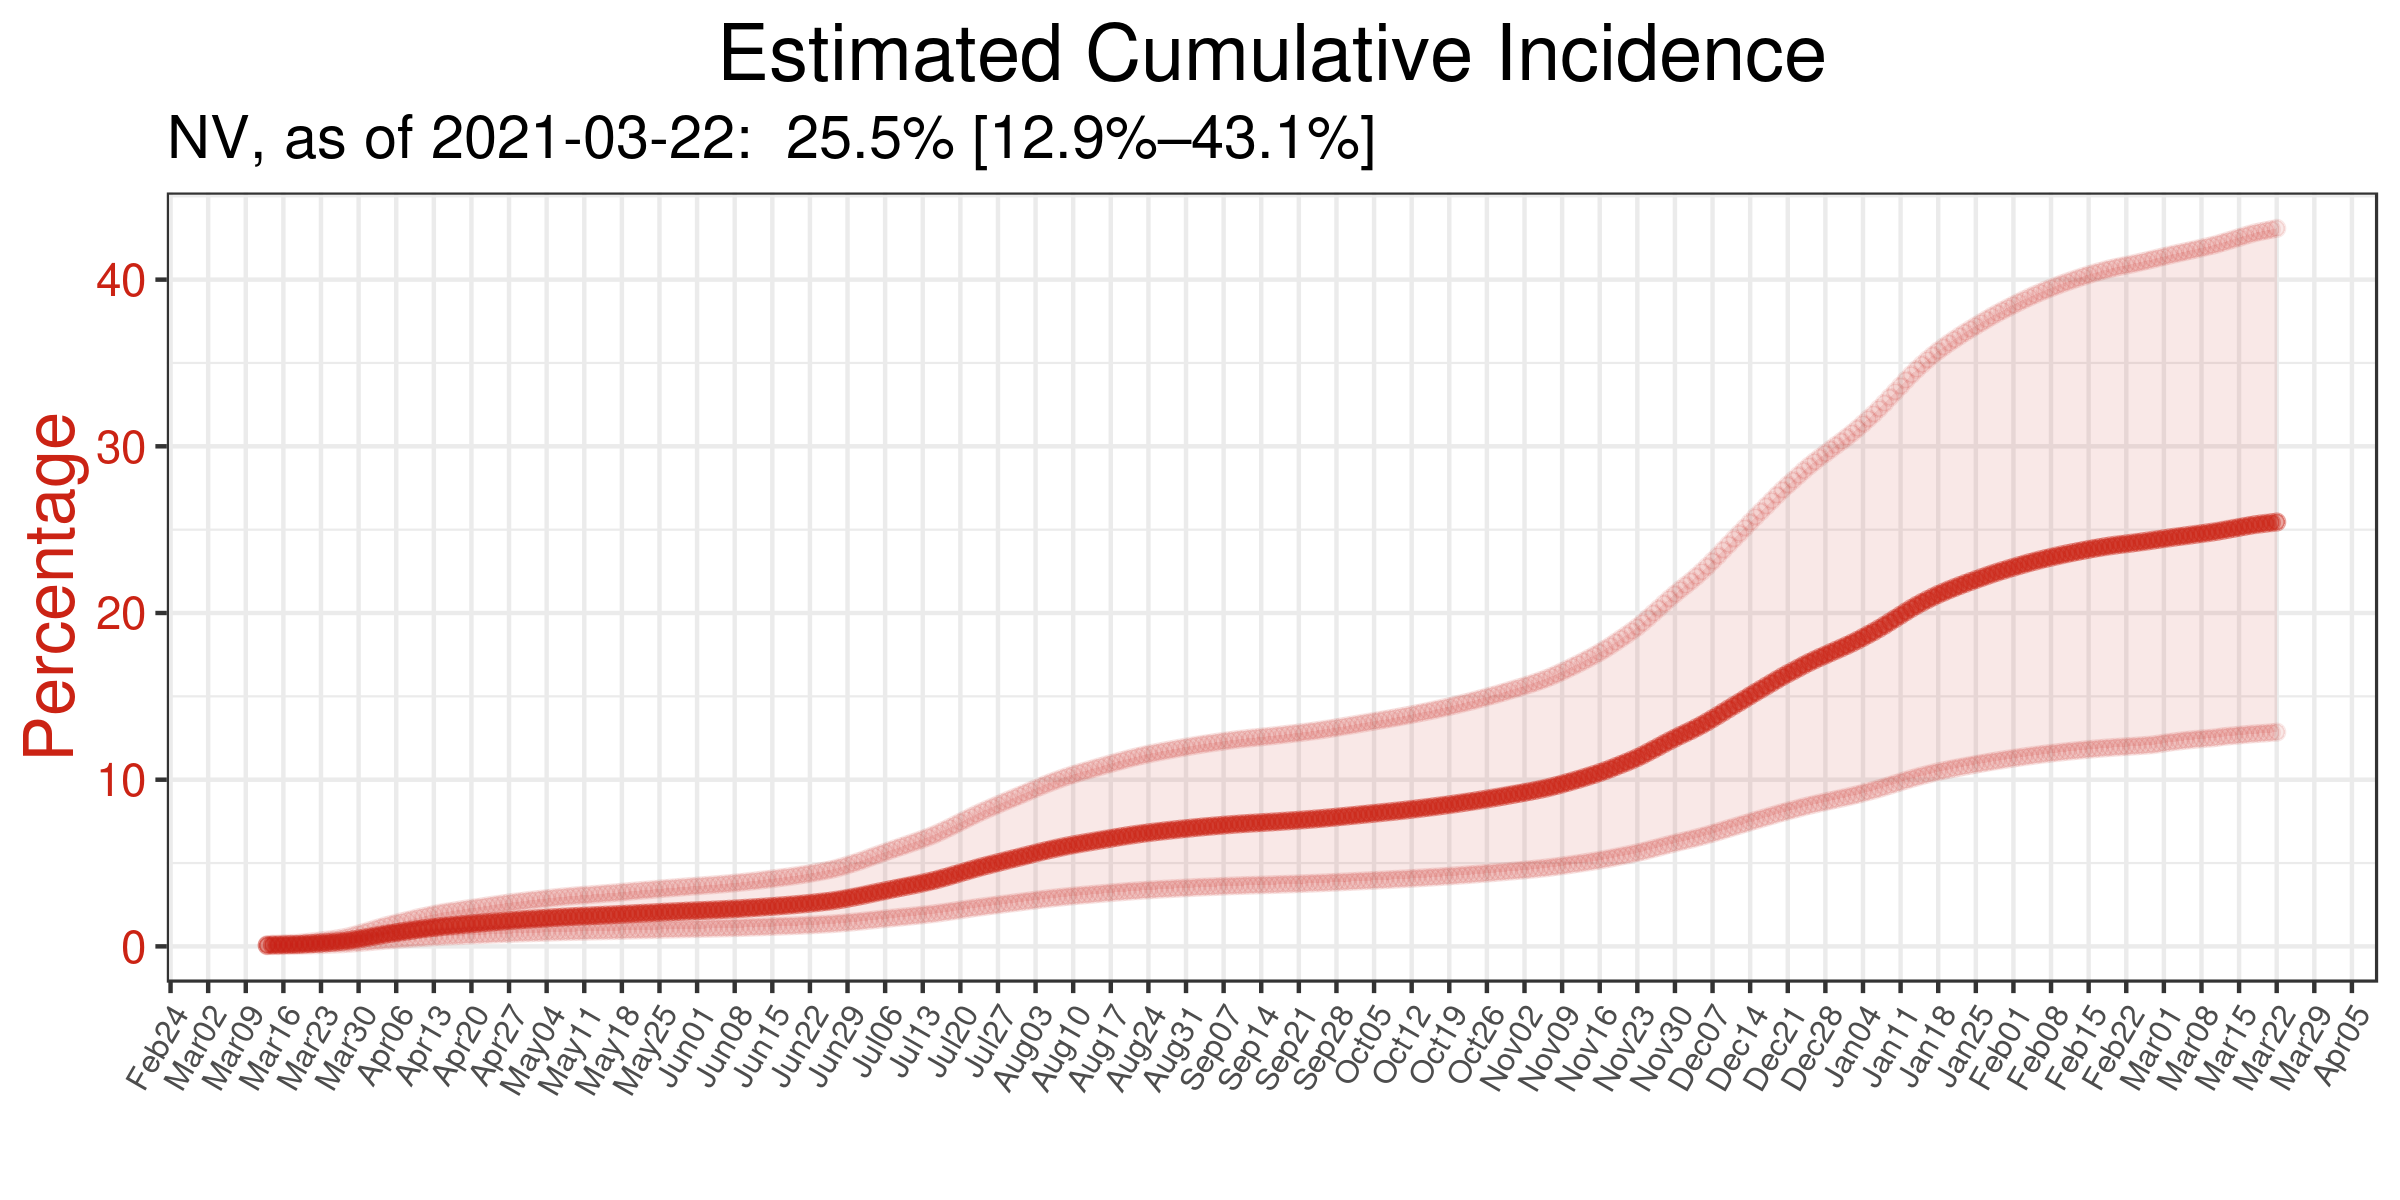 Estimated Cumulative Incidence
NV, as of 2021-03-22:  25.5% [12.9%–43.1%]
Percentage
40
30
20
10
0
Feb24
Mar02
Mar09
Mar16
Mar23
Mar30
Apr06
Apr13
Apr20
Apr27
May04
May11
May18
May25
Jun01
Jun08
Jun15
Jun22
Jun29
Jul06
Jul13
Jul20
Jul27
Aug03
Aug10
Aug17
Aug24
Aug31
Sep07
Sep14
Sep21
Sep28
Oct05
Oct12
Oct19
Oct26
Nov02
Nov09
Nov16
Nov23
Nov30
Dec07
Dec14
Dec21
Dec28
Jan04
Jan11
Jan18
Jan25
Feb01
Feb08
Feb15
Feb22
Mar01
Mar08
Mar15
Mar22
Mar29
Apr05